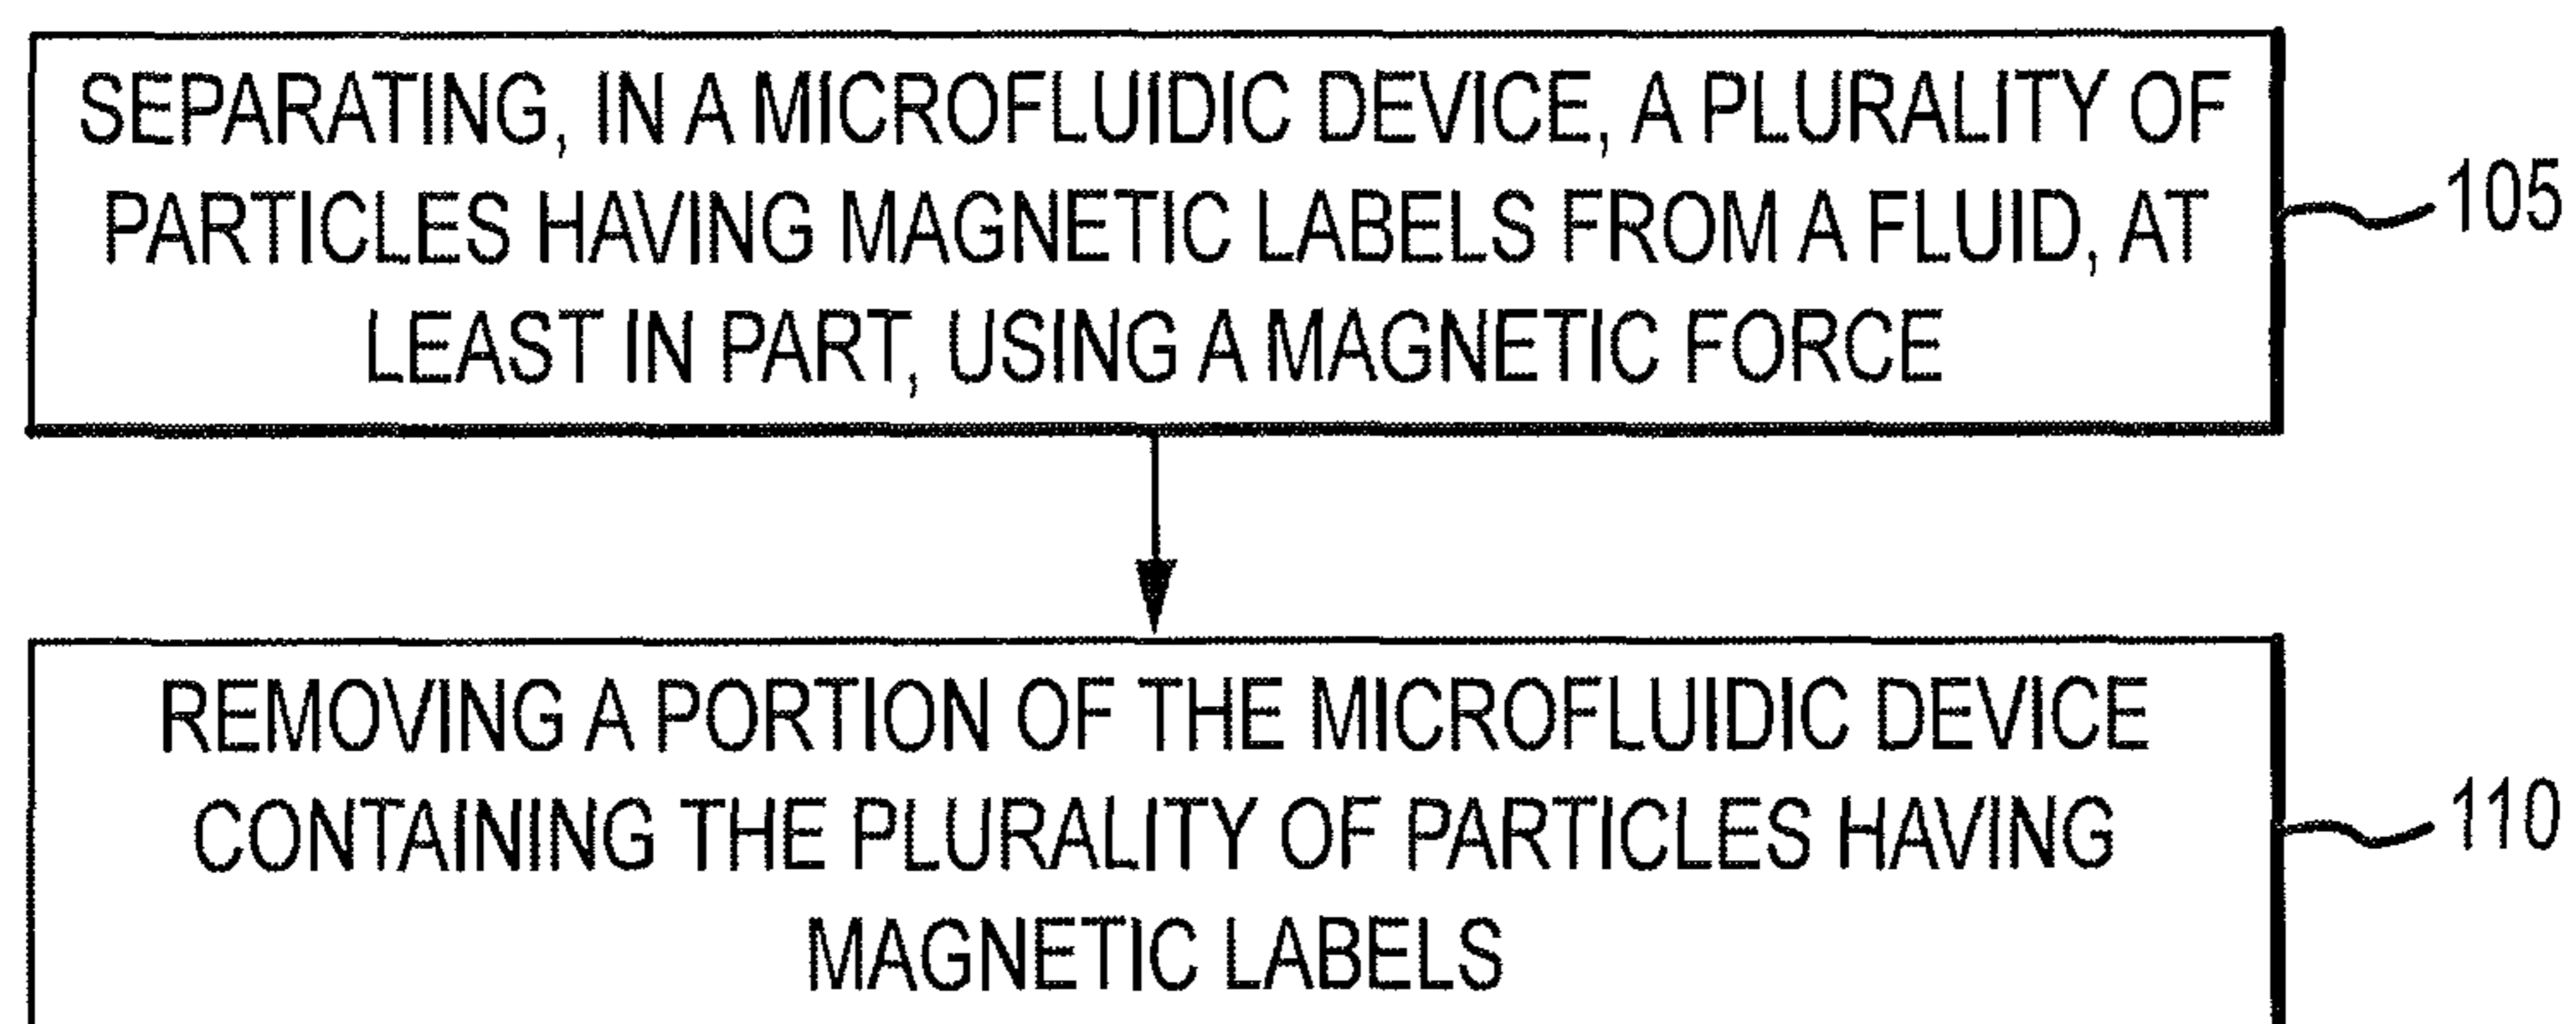 SEPARATING, IN A MICROFLUIDIC DEVICE, A PLURALITY OF
PARTICLES HAVING MAGNETIC LABELS FROM A FLUID, AT
LEAST IN PART, USING A MAGNETIC FORCE
105
REMOVING A PORTION OF THE MICROFLUIDIC DEVICE
CONTAINING THE PLURALITY OF PARTICLES HAVING
MAGNETIC LABELS
110